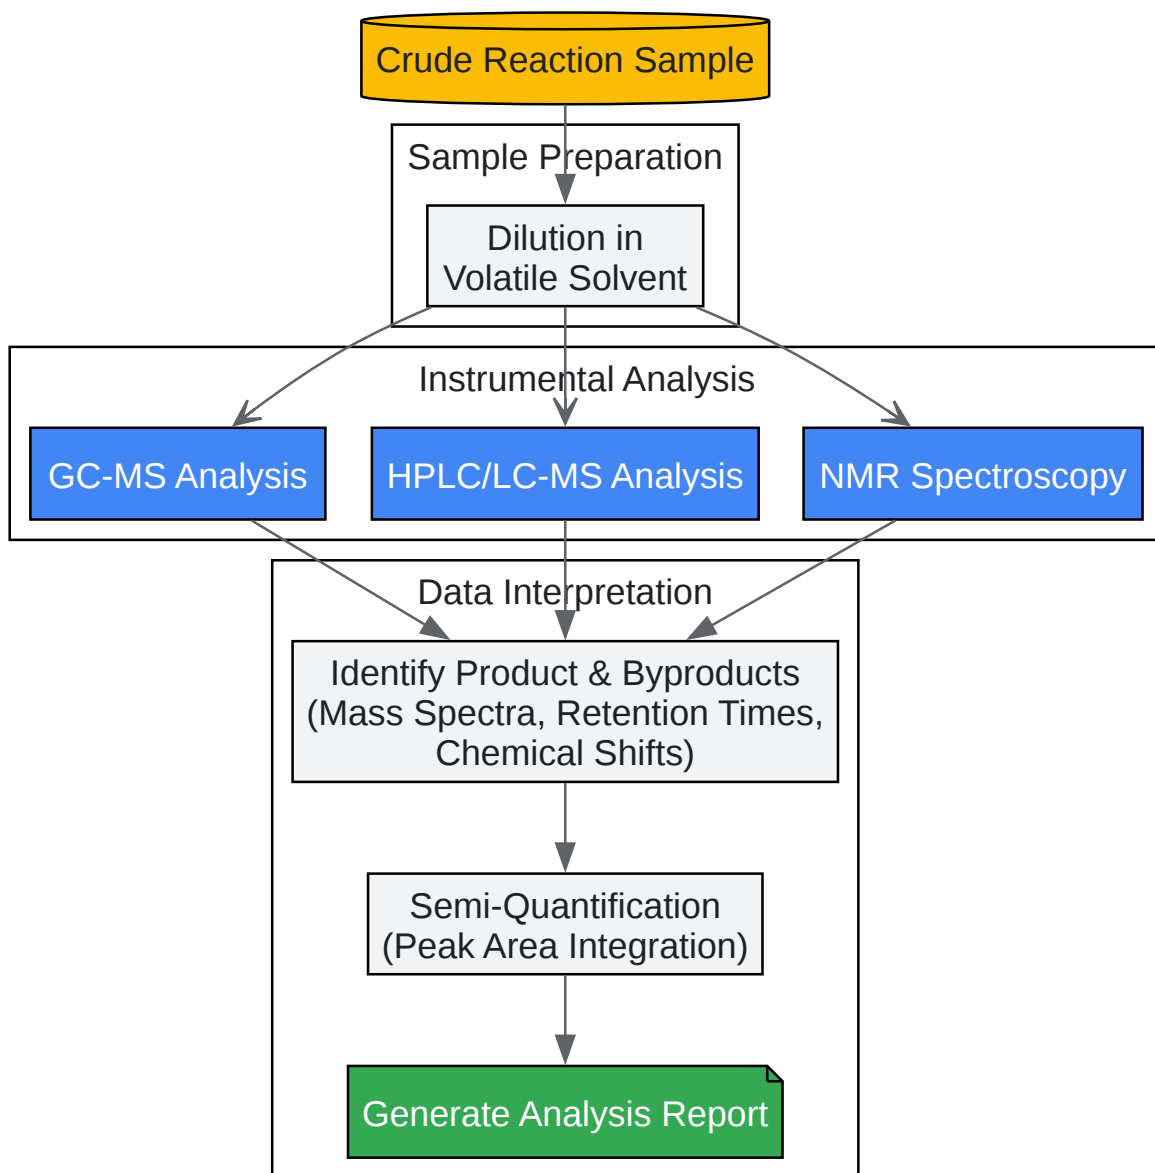 Crude Reaction Sample
Sample Preparation
Dilution in
Volatile Solvent
Instrumental Analysis
GC-MS Analysis
HPLC/LC-MS Analysis
NMR Spectroscopy
Data Interpretation
Identify Product & Byproducts
(Mass Spectra, Retention Times,
Chemical Shifts)
Semi-Quantification
(Peak Area Integration)
Generate Analysis Report